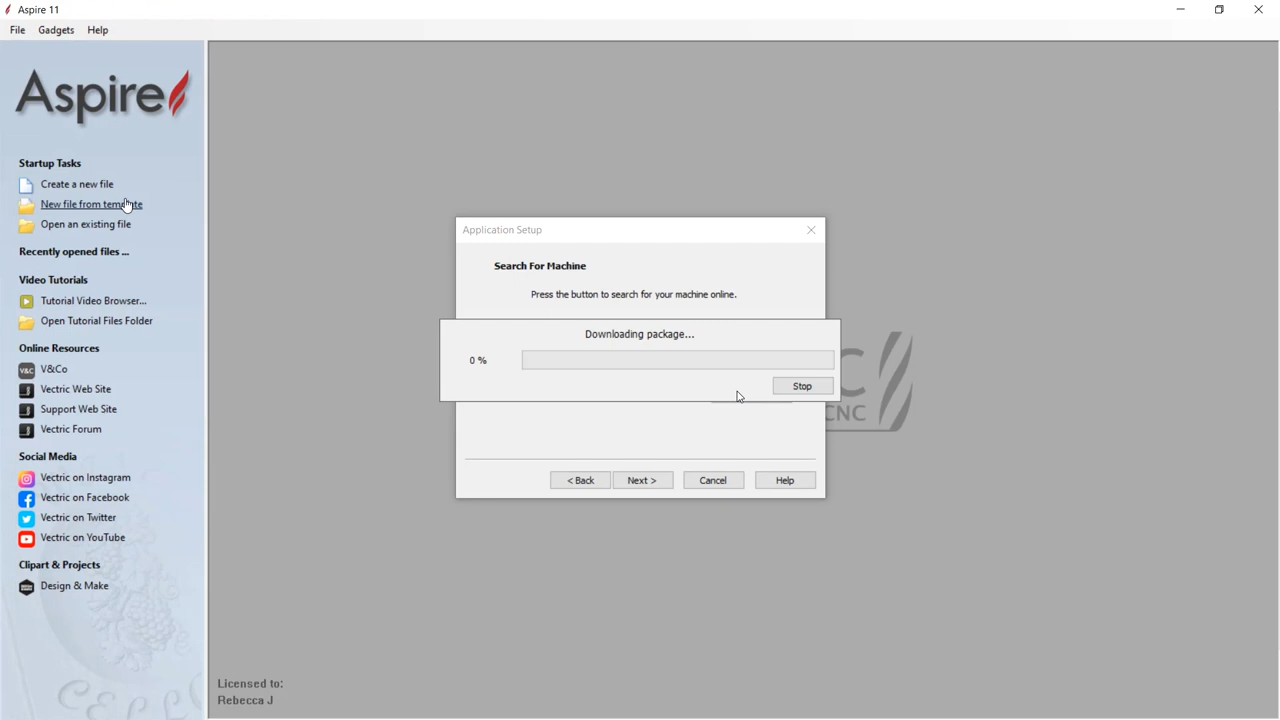 Aspire 11
File Gadgets Help
Aspire
Startup Tasks
Create a new file
New file from template
Open an existing file
Recently opened files ...
Video Tutorials
Tutorial Video Browser...
Open Tutorial Files Folder
Online Resources
V&C V&Co
Vectric Web Site
Support Web Site
Vectric Forum
Social Media
Vectric on Instagram
Vectric on Facebook
Vectric on Twitter
Vectric on YouTube
Clipart & Projects
Design & Make
Application Setup
Search For Machine
Press the button to search for your machine online.
Downloading package...
0 %
Stop
< Back Next > Cancel Help
C
CNC
Licensed to:
Rebecca J